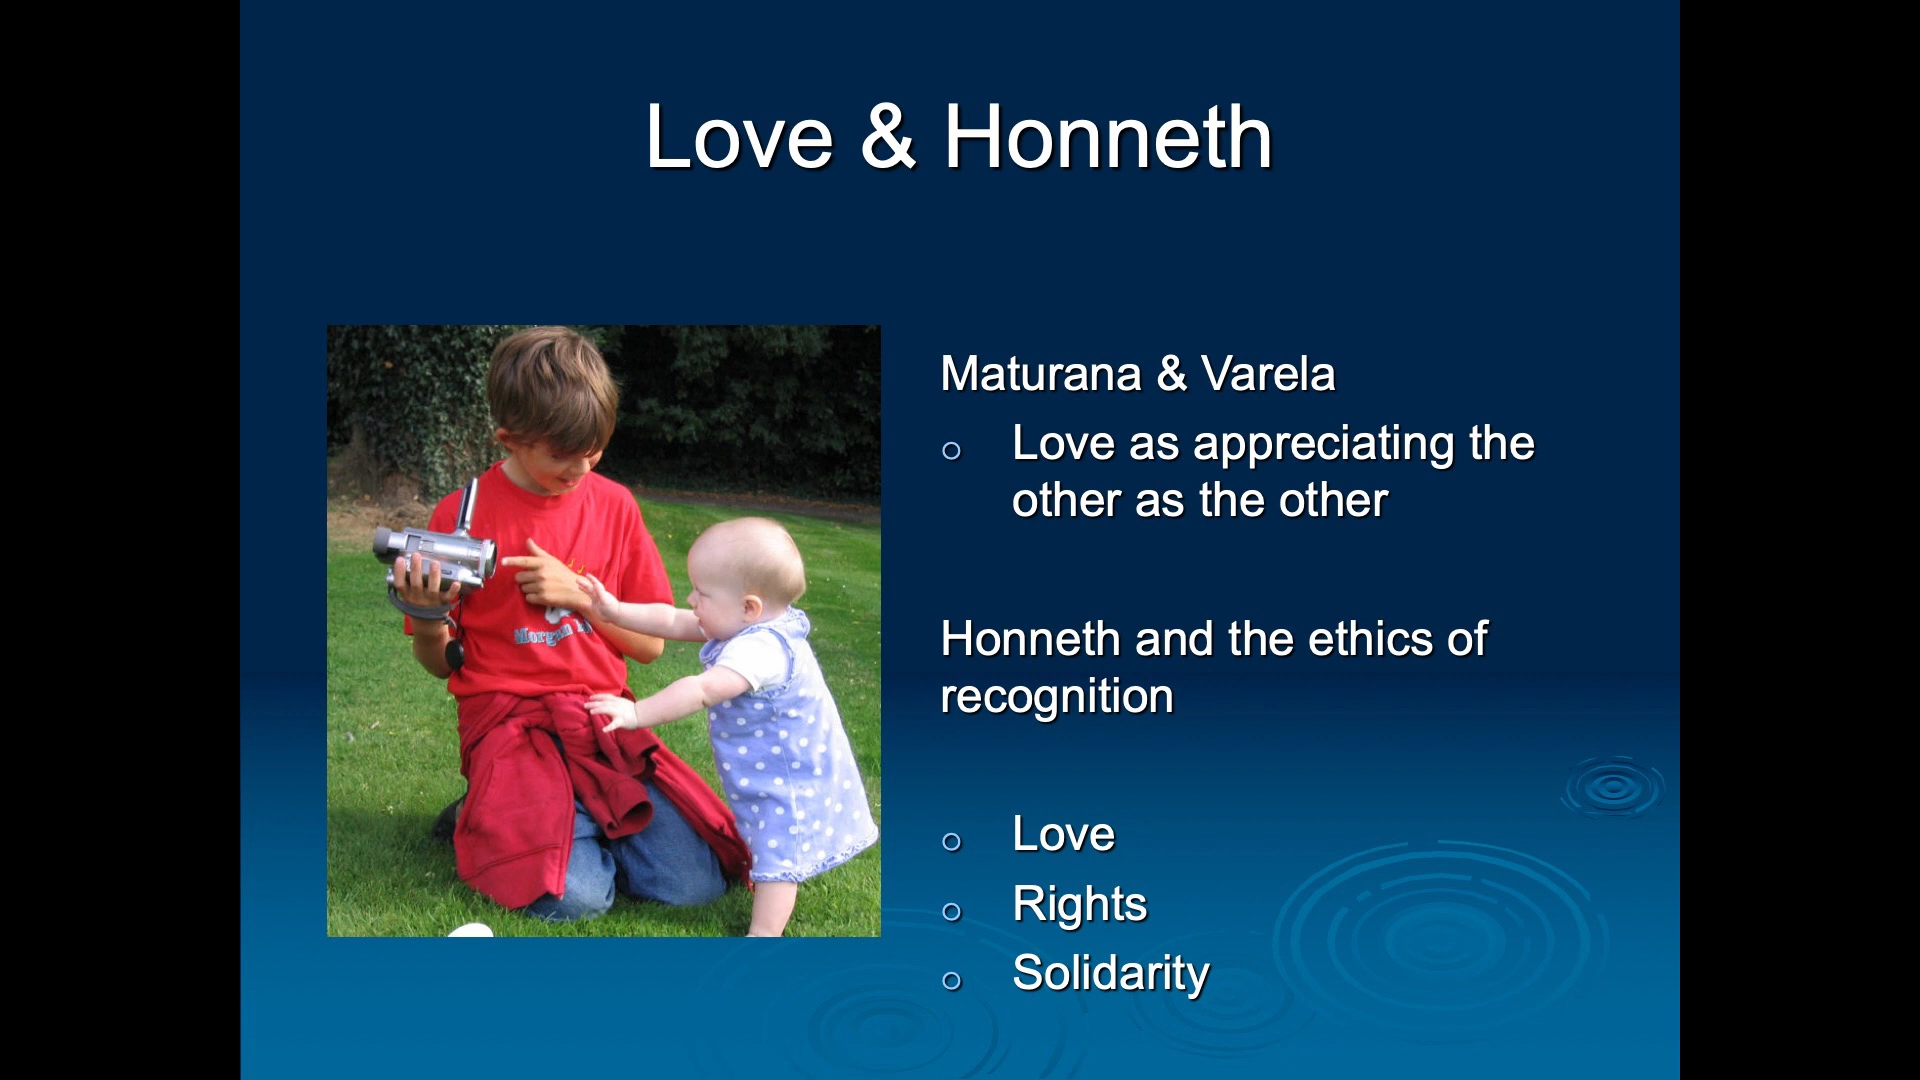 Love & Honneth
Maturana & Varela
Love as appreciating the
other as the other
Honneth and the ethics of
recognition
Love
Rights
Solidarity